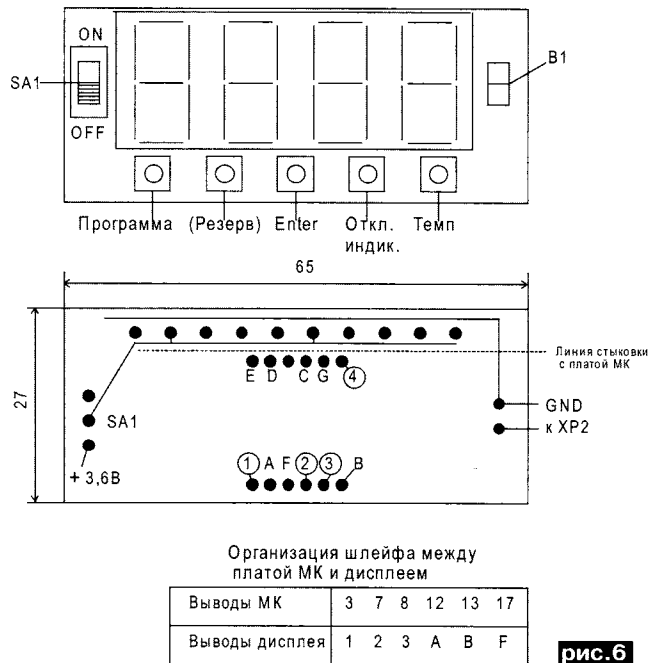 ON
SA1
B1
OFF
Программа (Резерв) Enter Откл. индик. Темп
65
Линия стыковки
с платой МК
E D C G 4
27
SA1
GND
к XP2
+ 3,6В
1 A F 2 3 B
Организация шлейфа между
платой МК и дисплеем
Выводы МК 3 7 8 12 13 17
Выводы дисплея 1 2 3 A B F
рис.6